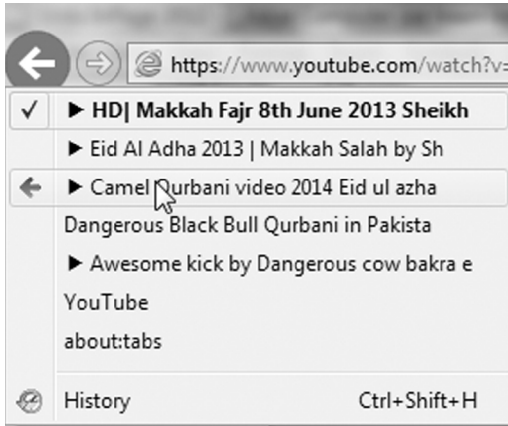 https://www.youtube.com/watch?v=
✓ ▶ HD| Makkah Fajr 8th June 2013 Sheikh
▶ Eid Al Adha 2013 | Makkah Salah by Sh
▶ Camel Qurbani video 2014 Eid ul azha
Dangerous Black Bull Qurbani in Pakista
▶ Awesome kick by Dangerous cow bakra e
YouTube
about:tabs
History Ctrl+Shift+H